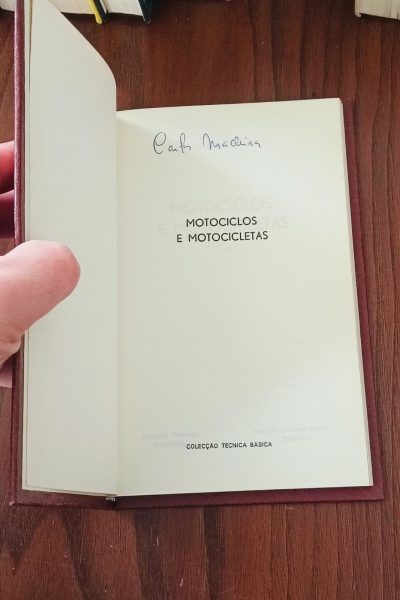 Carlos Madeira
MOTOCICLOS
E MOTOCICLETAS
COLECÇÃO TÉCNICA BÁSICA